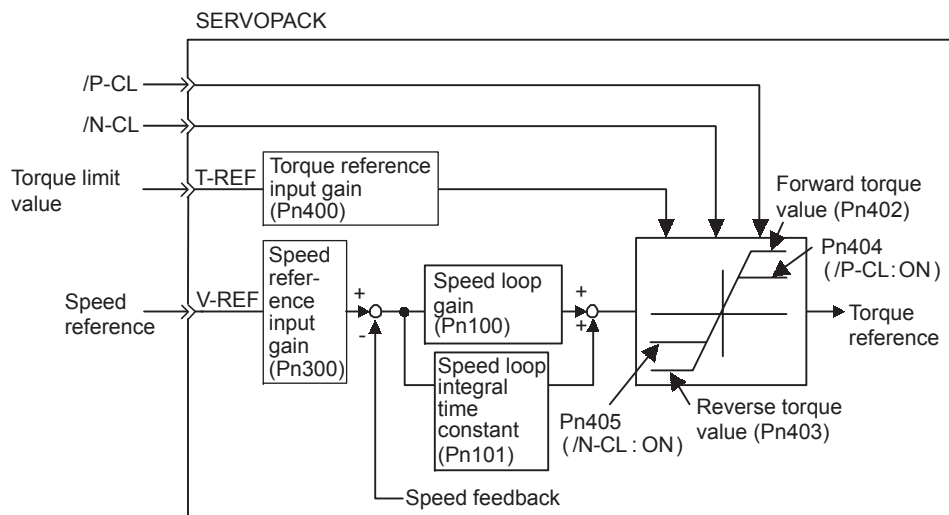 SERVOPACK
/P-CL
/N-CL
Torque limit
value
T-REF
Torque reference
input gain
(Pn400)
Forward torque
value (Pn402)
Pn404
(/P-CL: ON)
Speed
reference
V-REF
Speed
refer-
ence
input
gain
(Pn300)
+
-
Speed loop
gain
(Pn100)
+
+
Torque
reference
Speed loop
integral
time
constant
(Pn101)
Pn405
(/N-CL: ON)
Reverse torque
value (Pn403)
Speed feedback